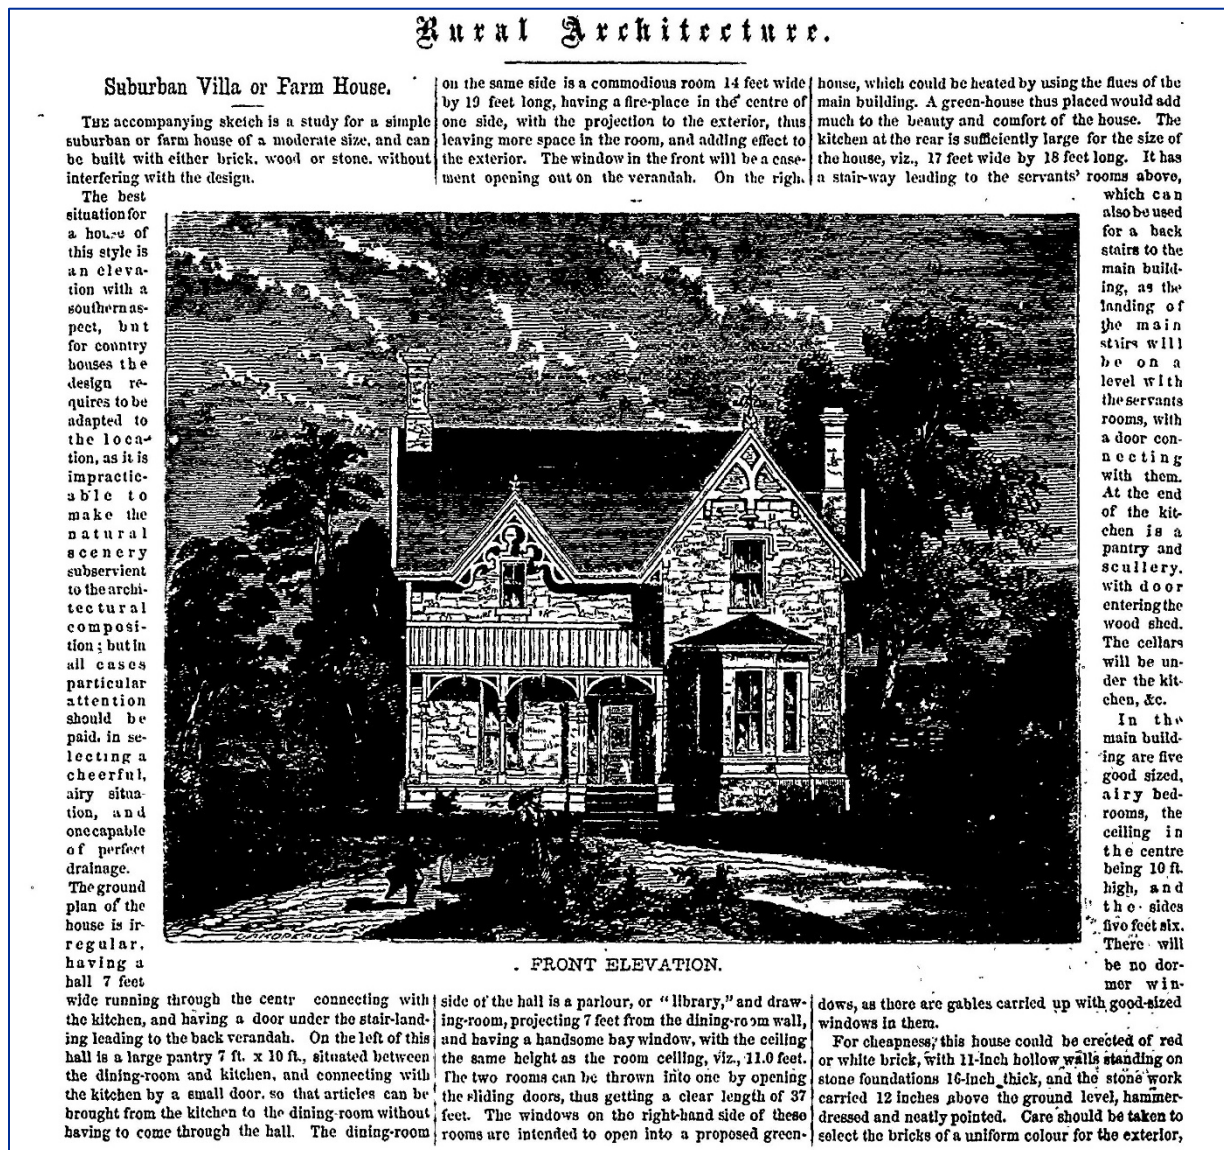 Rural Architecture.
Suburban Villa or Farm House.
THE accompanying sketch is a study for a simple
suburban or farm house of a moderate size, and can
be built with either brick, wood or stone, without
interfering with the design.
The best
situation for
a house of
this style is
an eleva-
tion with a
southern as-
pect, but
for country
houses the
design re-
quires to be
adapted to
the loca-
tion, as it is
impractic-
able to
make the
natural
scenery
subservient
to the archi-
tectural
composi-
tion; but in
all cases
particular
attention
should be
paid, in se-
lecting a
cheerful,
airy situa-
tion, and
one capable
of perfect
drainage.
The ground
plan of the
house is ir-
regular,
having a
hall 7 feet
wide running through the centr connecting with
the kitchen, and having a door under the stair-land-
ing leading to the back verandah. On the left of this
hall is a large pantry 7 ft. x 10 ft., situated between
the dining-room and kitchen, and connecting with
the kitchen by a small door, so that articles can be
brought from the kitchen to the dining-room without
having to come through the hall. The dining-room
on the same side is a commodious room 14 feet wide
by 19 feet long, having a fire-place in the centre of
one side, with the projection to the exterior, thus
leaving more space in the room, and adding effect to
the exterior. The window in the front will be a case-
ment opening out on the verandah. On the righ.
FRONT ELEVATION.
side of the hall is a parlour, or "library," and draw-
ing-room, projecting 7 feet from the dining-room wall,
and having a handsome bay window, with the ceiling
the same height as the room ceiling, viz., 11.0 feet.
The two rooms can be thrown into one by opening
the sliding doors, thus getting a clear length of 37
feet. The windows on the right-hand side of these
rooms are intended to open into a proposed green-
house, which could be heated by using the flues of the
main building. A green-house thus placed would add
much to the beauty and comfort of the house. The
kitchen at the rear is sufficiently large for the size of
the house, viz., 17 feet wide by 18 feet long. It has
a stair-way leading to the servants' rooms above,
which can
also be used
for a back
stairs to the
main build-
ing, as the
landing of
the main
stairs will
be on a
level with
the servants
rooms, with
a door con-
necting
with them.
At the end
of the kit-
chen is a
pantry and
scullery,
with door
entering the
wood shed.
The cellars
will be un-
der the kit-
chen, &c.
In the
main build-
ing are five
good sized,
airy bed-
rooms, the
ceiling in
the centre
being 10 ft.
high, and
the sides
five feet six.
There will
be no dor-
mer win-
dows, as there are gables carried up with good-sized
windows in them.
For cheapness, this house could be erected of red
or white brick, with 11-inch hollow walls standing on
stone foundations 16-inch thick, and the stone work
carried 12 inches above the ground level, hammer-
dressed and neatly pointed. Care should be taken to
select the bricks of a uniform colour for the exterior,